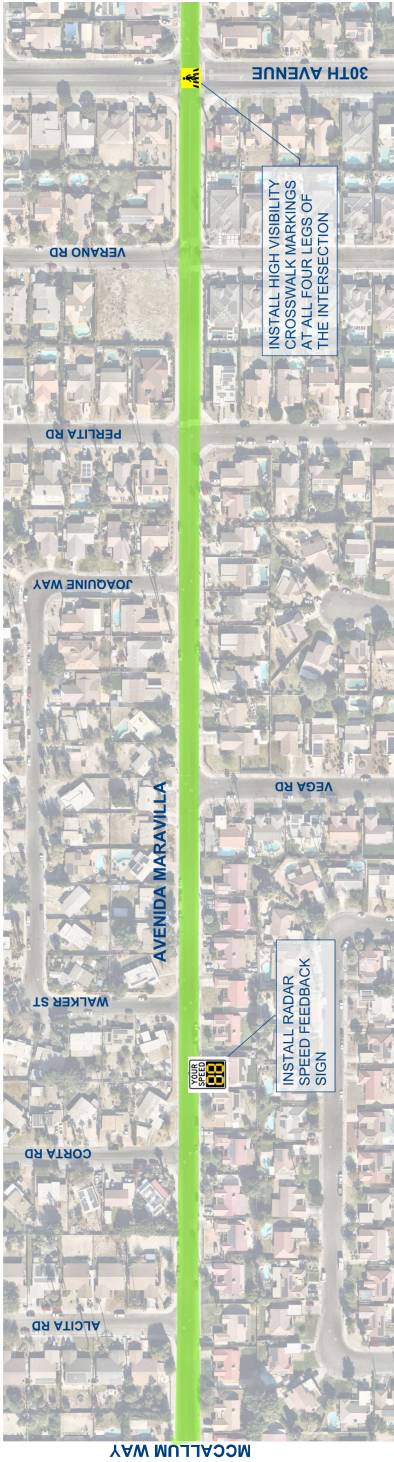 30TH AVENUE
INSTALL HIGH VISIBILITY
CROSSWALK MARKINGS
AT ALL FOUR LEGS OF
THE INTERSECTION
VERANO RD
PERLITA RD
JOAQUINE WAY
VEGA RD
AVENIDA MARAVILLA
WALKER ST
INSTALL RADAR
SPEED FEEDBACK
SIGN
YOUR
SPEED
88
CORTA RD
ALCITA RD
MCCALLUM WAY